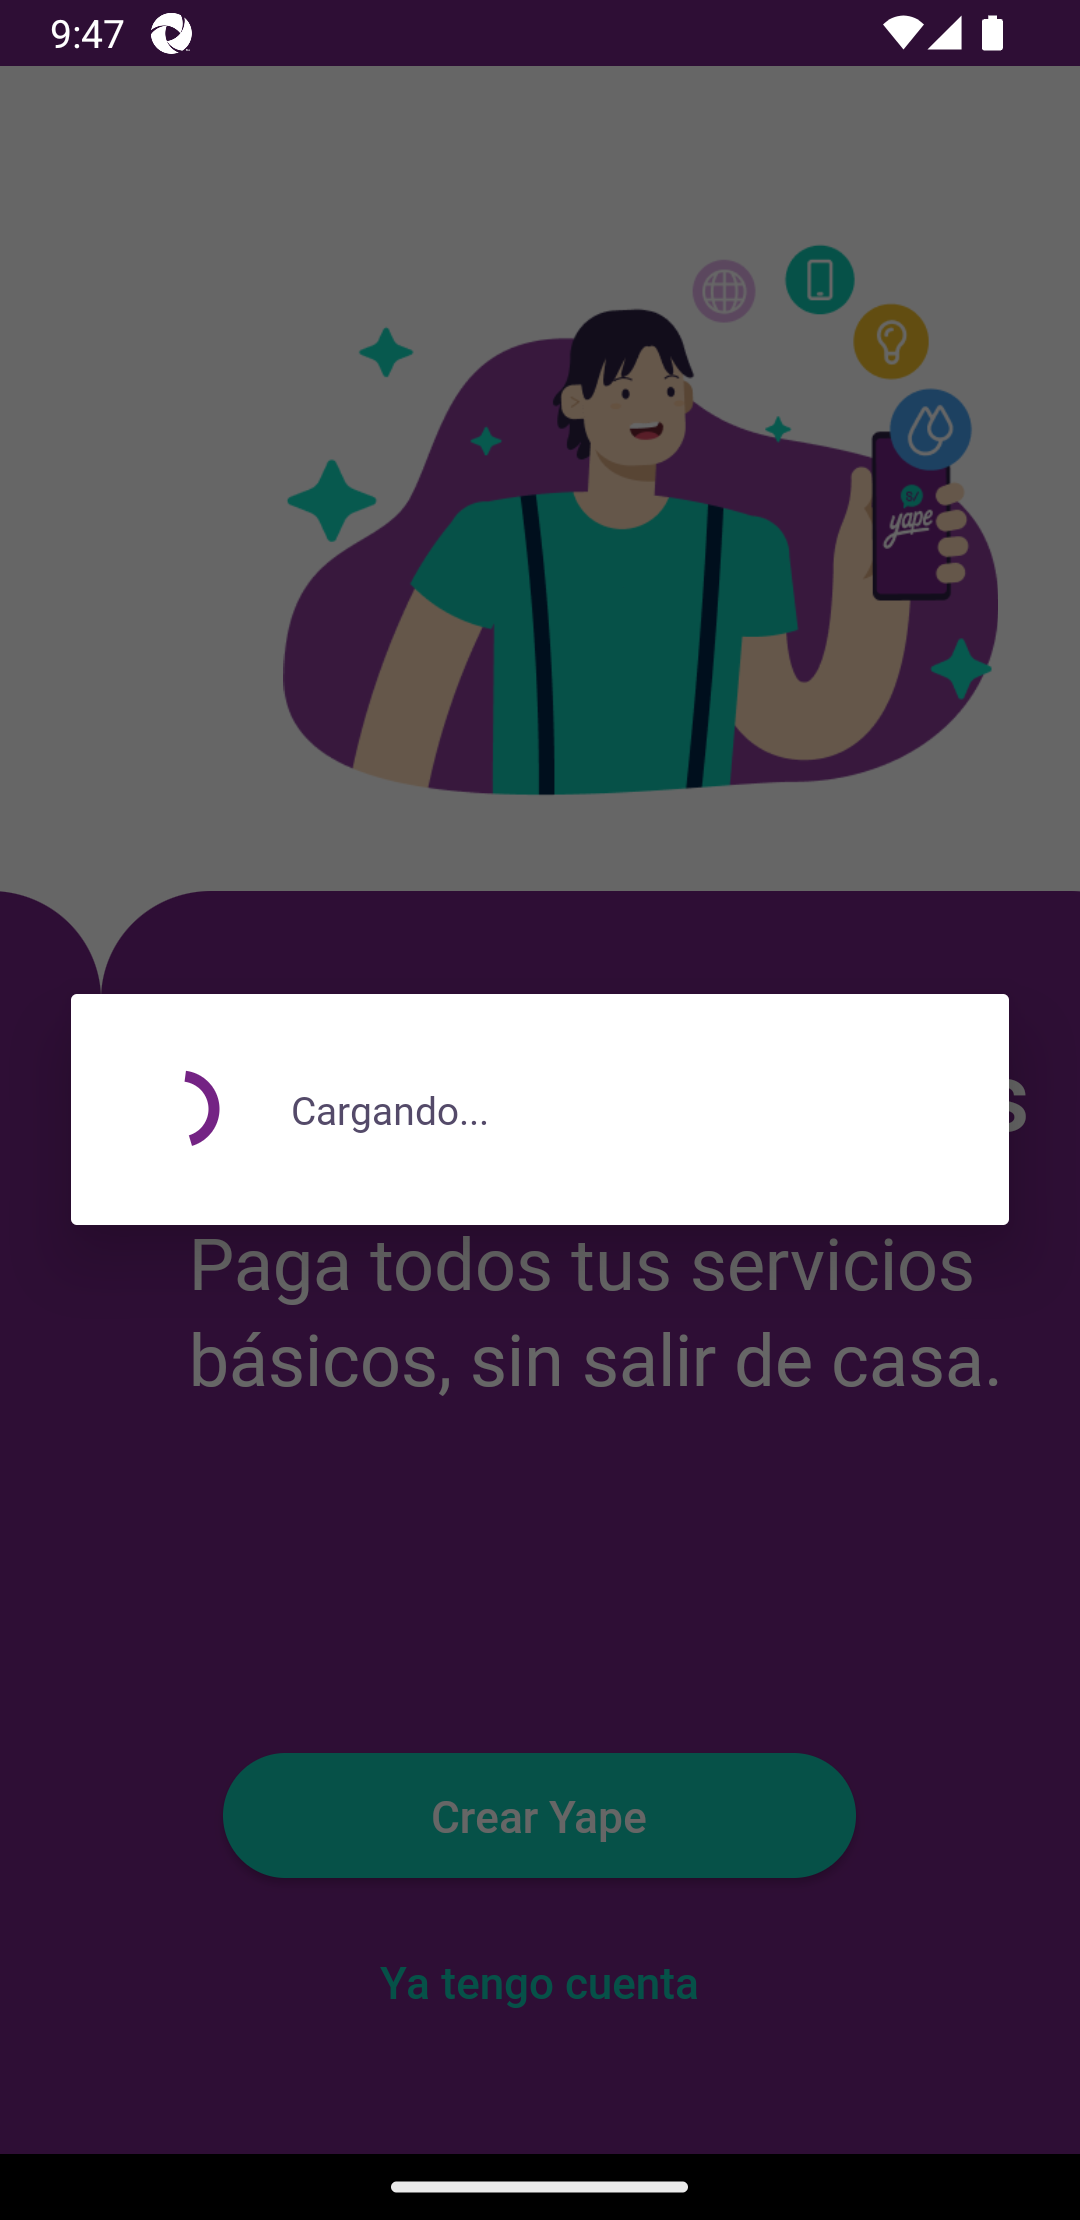 9:47
S/
yape
Cargando...
Paga todos tus servicios
básicos, sin salir de casa.
Crear Yape
Ya tengo cuenta